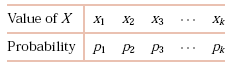 Value of X x₁ x₂ x₃ ⋯ xₖ
Probability p₁ p₂ p₃ ⋯ pₖ